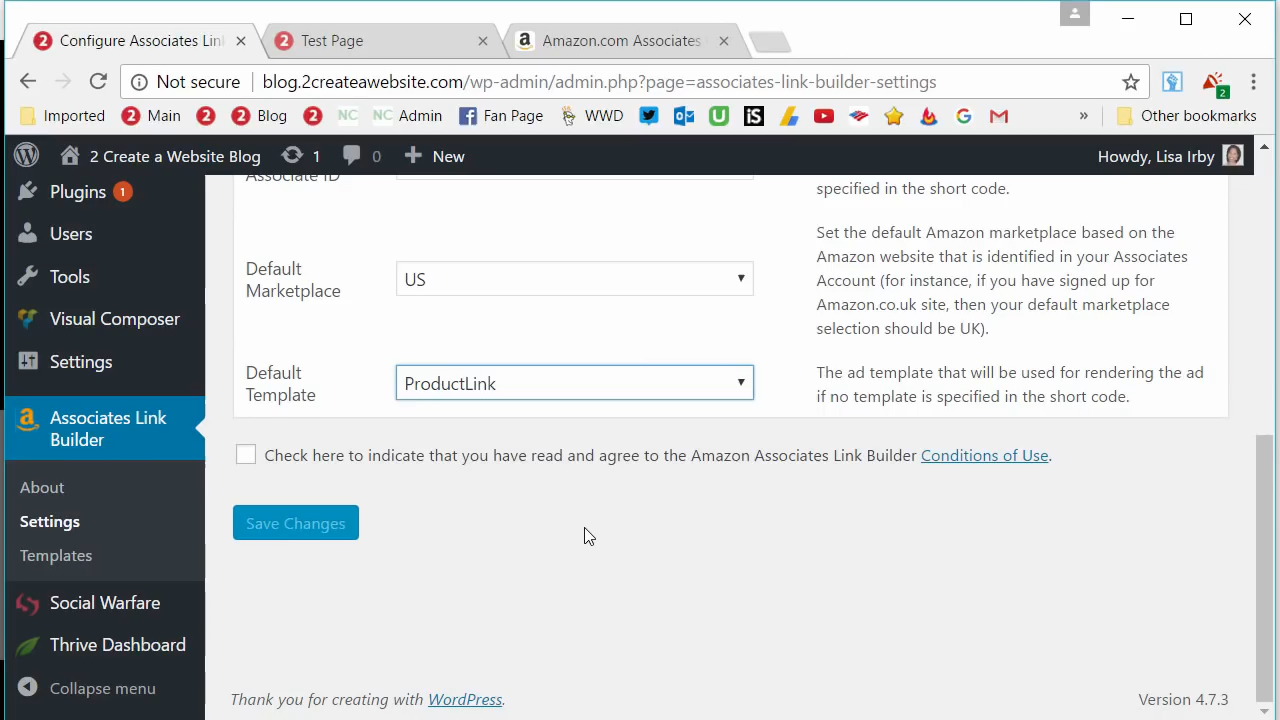 Configure Associates Lin
Test Page
Amazon.com Associates
Not secure
blog.2createawebsite.com/wp-admin/admin.php?page=associates-link-builder-settings
2
Imported
Main
Blog
NC
NC Admin
Fan Page
WWD
iS
»
Other bookmarks
2 Create a Website Blog
1
0
New
Howdy, Lisa Irby
Plugins 1
Users
Tools
Visual Composer
Settings
Associates Link
Builder
About
Settings
Templates
Social Warfare
Thrive Dashboard
Collapse menu
Associate ID
specified in the short code.
Default
Marketplace
US
Set the default Amazon marketplace based on the
Amazon website that is identified in your Associates
Account (for instance, if you have signed up for
Amazon.co.uk site, then your default marketplace
selection should be UK).
Default
Template
ProductLink
The ad template that will be used for rendering the ad
if no template is specified in the short code.
Check here to indicate that you have read and agree to the Amazon Associates Link Builder Conditions of Use.
Save Changes
Thank you for creating with WordPress.
Version 4.7.3